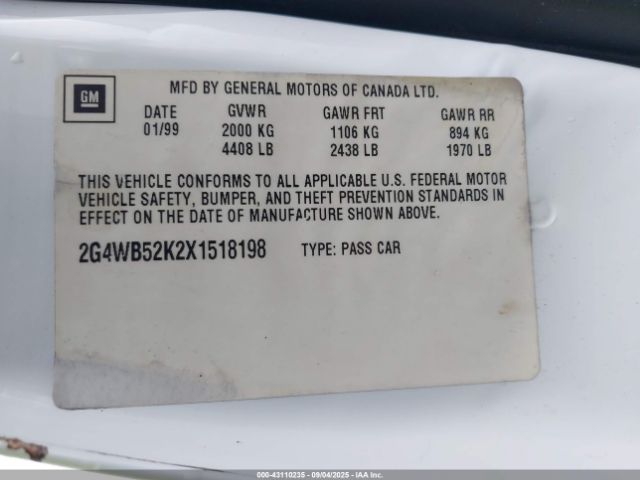 GM
MFD BY GENERAL MOTORS OF CANADA LTD.
DATE GVWR GAWR FRT GAWR RR
01/99 2000 KG 1106 KG 894 KG
4408 LB 2438 LB 1970 LB
THIS VEHICLE CONFORMS TO ALL APPLICABLE U.S. FEDERAL MOTOR
VEHICLE SAFETY, BUMPER, AND THEFT PREVENTION STANDARDS IN
EFFECT ON THE DATE OF MANUFACTURE SHOWN ABOVE.
2G4WB52K2X1518198 TYPE: PASS CAR
000-43110235 - 09/04/2025 - IAA Inc.